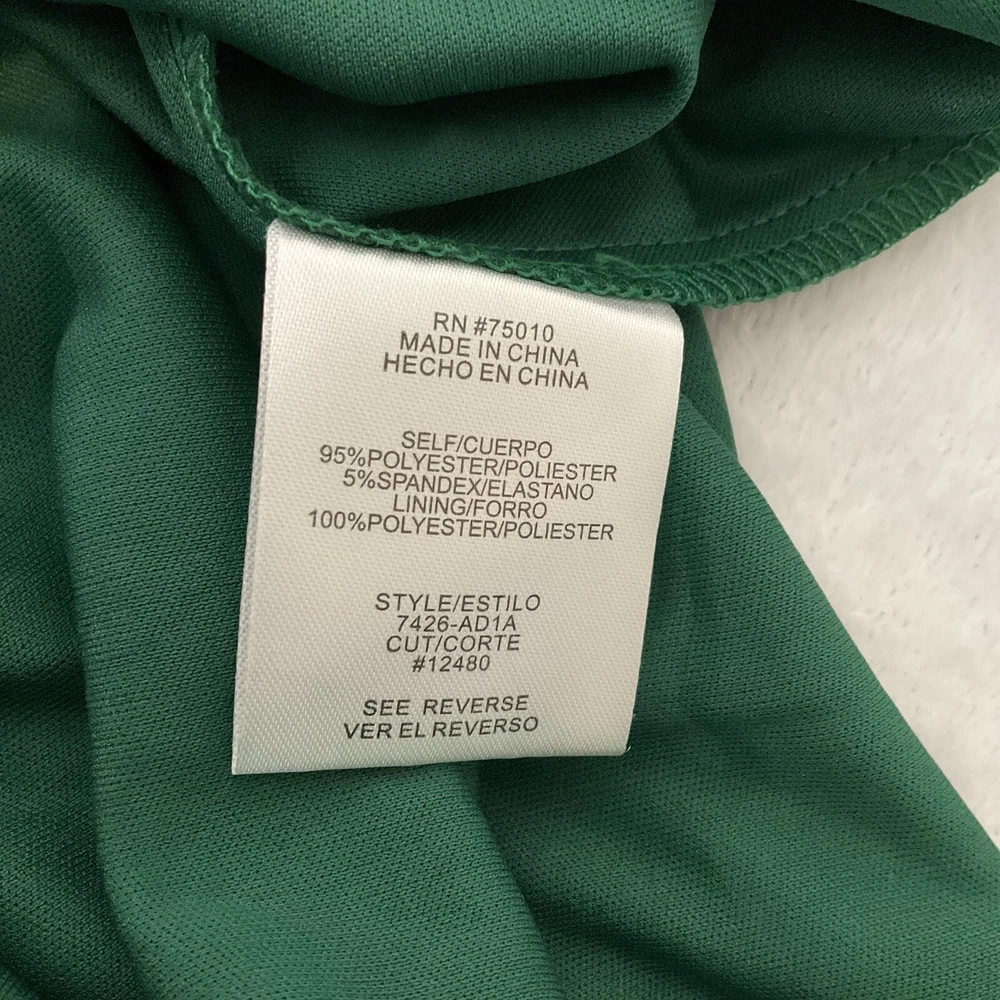 RN #75010
MADE IN CHINA
HECHO EN CHINA
SELF/CUERPO
95%POLYESTER/POLIESTER
5%SPANDEX/ELASTANO
LINING/FORRO
100%POLYESTER/POLIESTER
STYLE/ESTILO
7426-AD1A
CUT/CORTE
#12480
SEE REVERSE
VER EL REVERSO